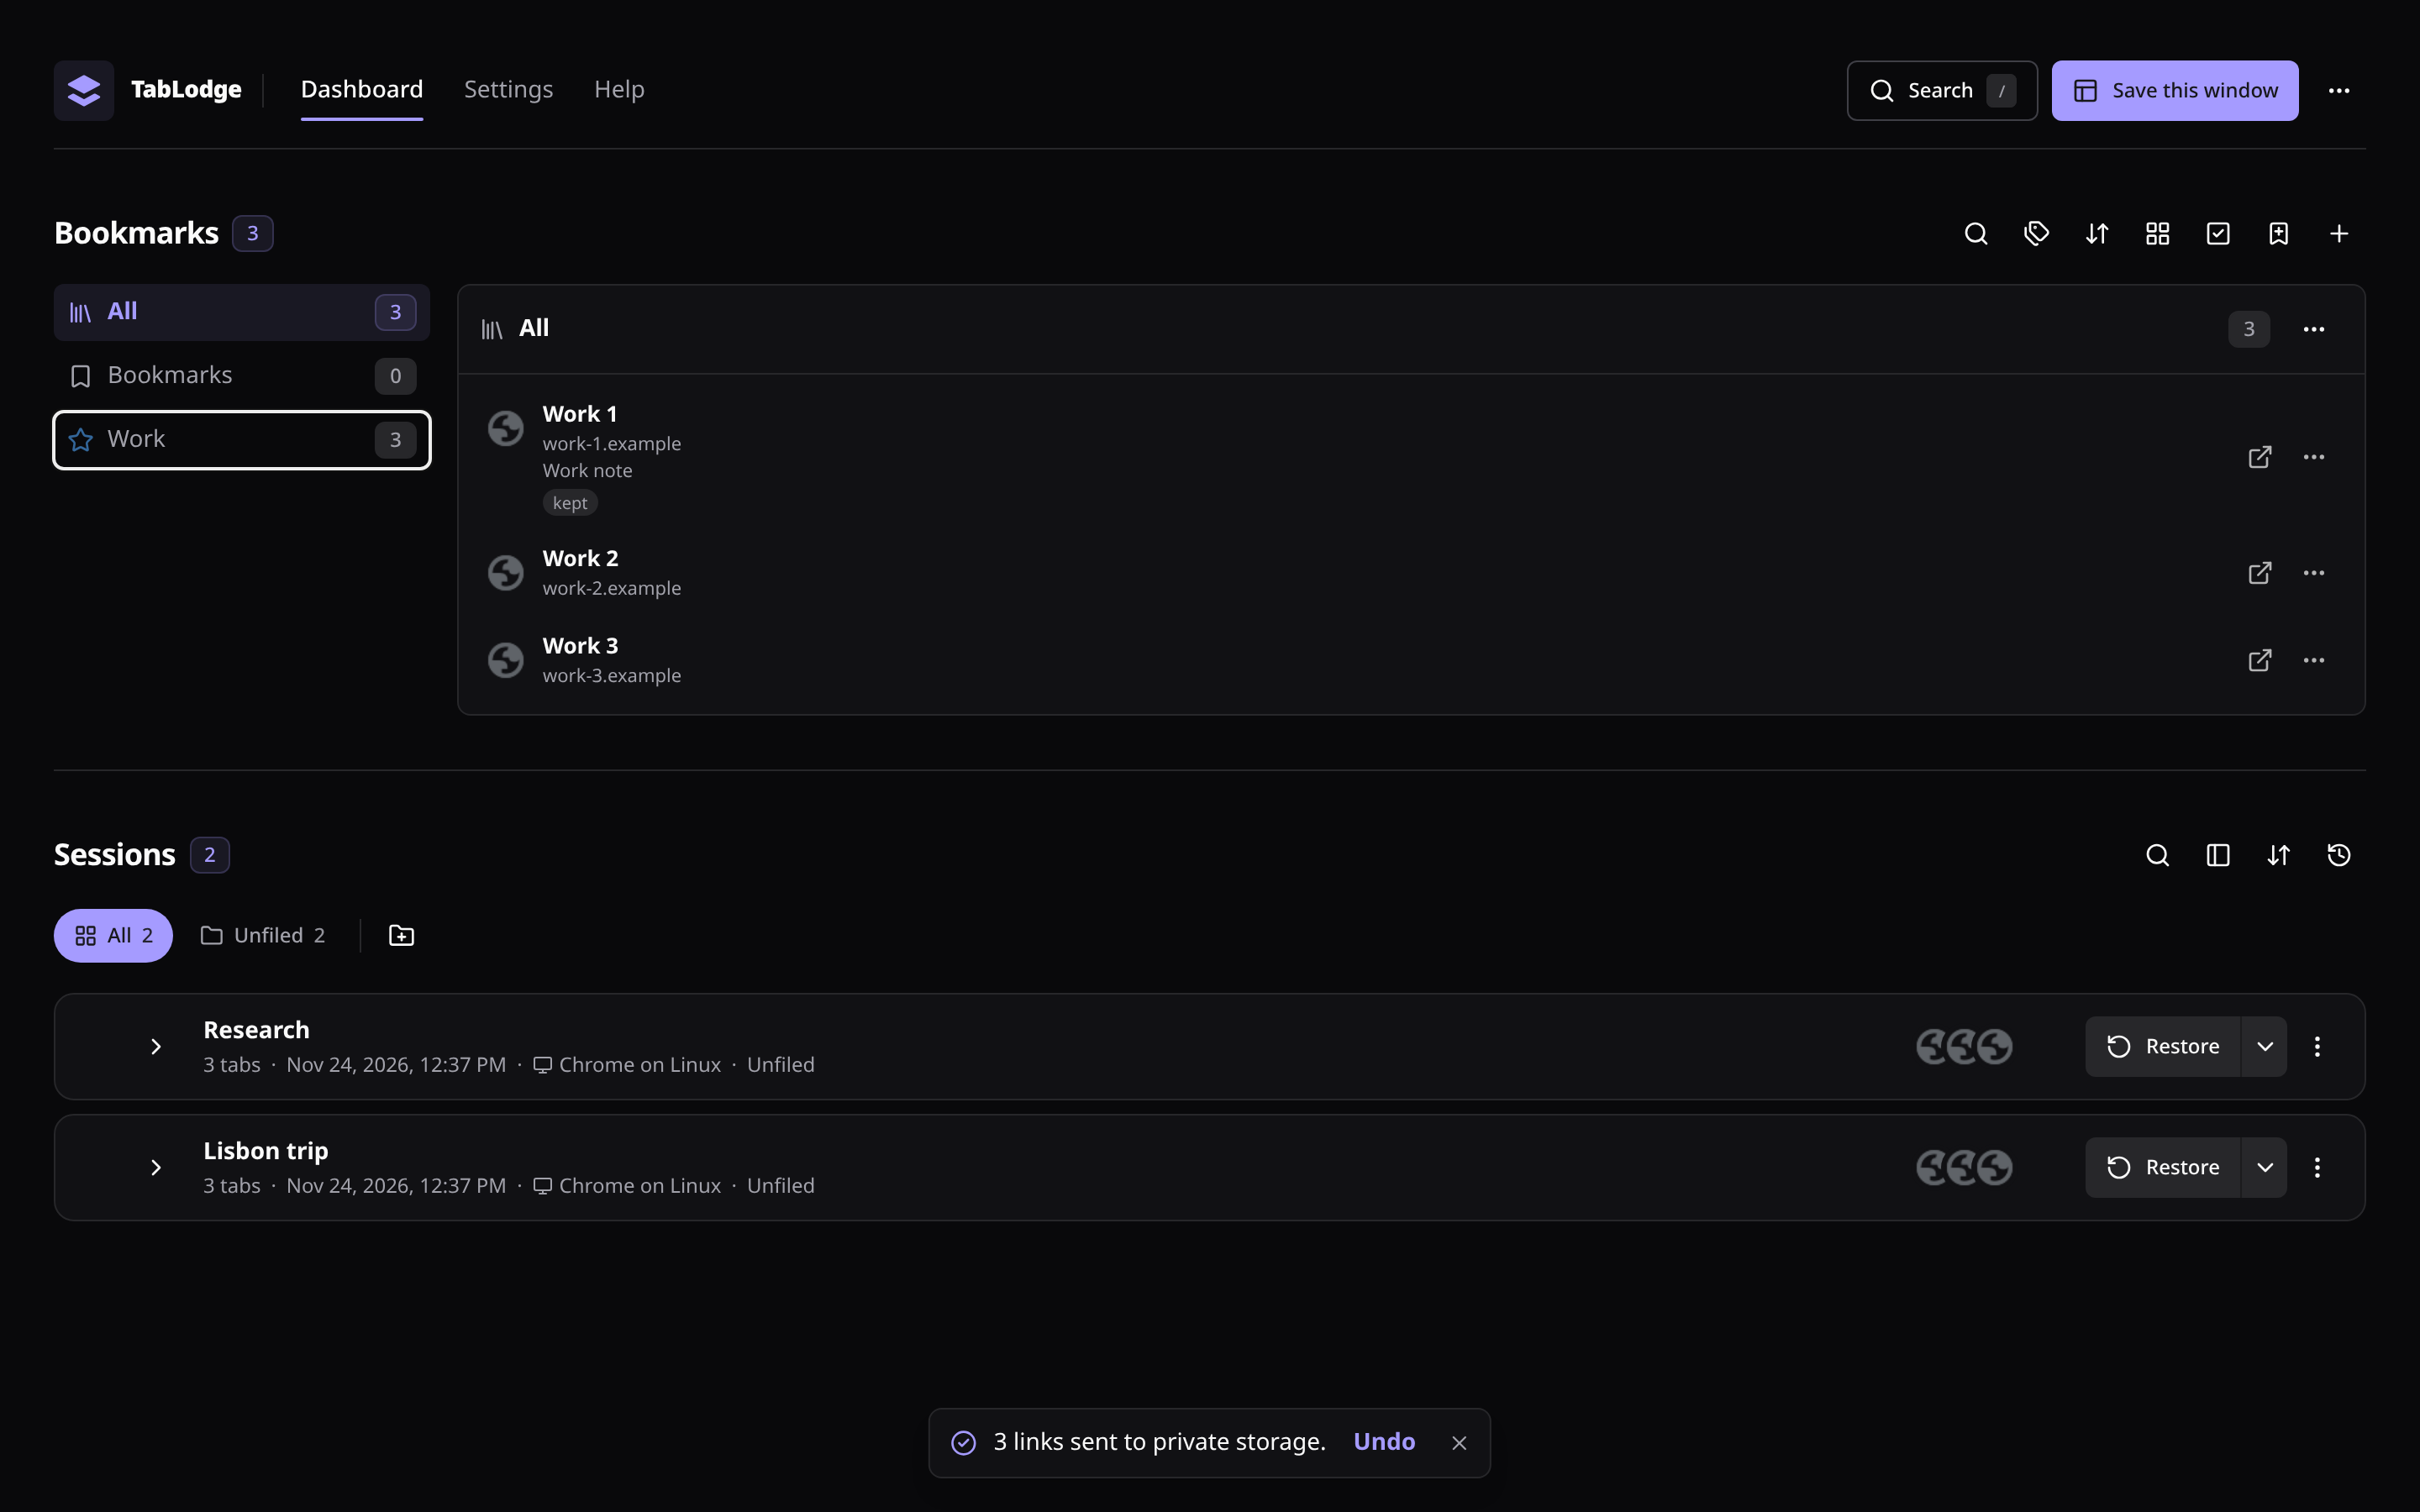 TabLodge
Dashboard
Settings
Help
Search /
Save this window
Bookmarks 3
All 3
Bookmarks 0
Work 3
All 3
Work 1
work-1.example
Work note
kept
Work 2
work-2.example
Work 3
work-3.example
Sessions 2
All 2
Unfiled 2
Research
3 tabs · Nov 24, 2026, 12:37 PM · Chrome on Linux · Unfiled
Restore
Lisbon trip
3 tabs · Nov 24, 2026, 12:37 PM · Chrome on Linux · Unfiled
Restore
3 links sent to private storage. Undo